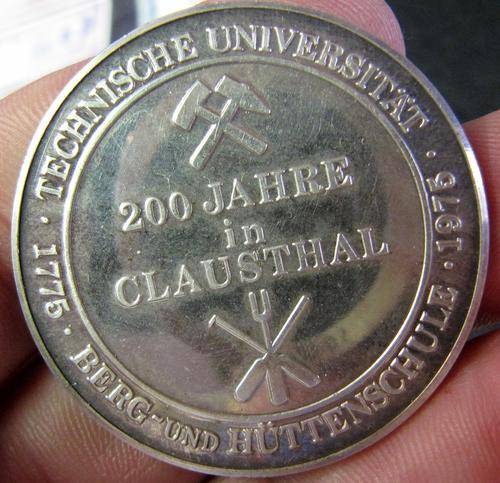 TECHNISCHE UNIVERSITÄT
· 1775 · BERG-UND HÜTTENSCHULE · 1975 ·
200 JAHRE
in
CLAUSTHAL